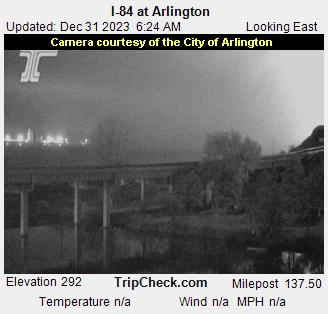 I-84 at Arlington
Updated: Dec 31 2023 6:24 AM Looking East
Camera courtesy of the City of Arlington
Elevation 292 TripCheck.com Milepost 137.50
Temperature n/a Wind n/a MPH n/a